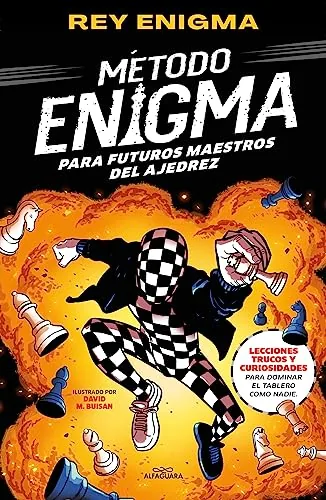 REY ENIGMA
MÉTODO
ENIGMA
PARA FUTUROS MAESTROS
DEL AJEDREZ
LECCIONES
TRUCOS Y
CURIOSIDADES
PARA DOMINAR
EL TABLERO
COMO NADIE.
ILUSTRADO POR
DAVID
M. BUISAN
ALFAGUARA